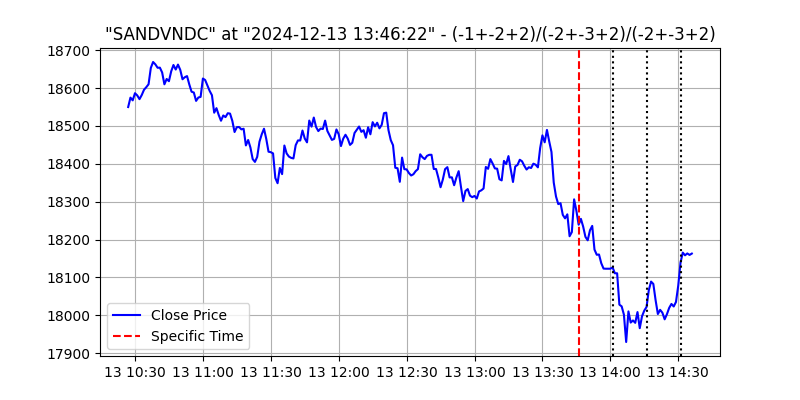 "SANDVNDC" at "2024-12-13 13:46:22" - (-1+-2+2)/(-2+-3+2)/(-2+-3+2)
18700
18600
18500
18400
18300
18200
18100
18000
17900
Close Price
Specific Time
13 10:30 13 11:00 13 11:30 13 12:00 13 12:30 13 13:00 13 13:30 13 14:00 13 14:30